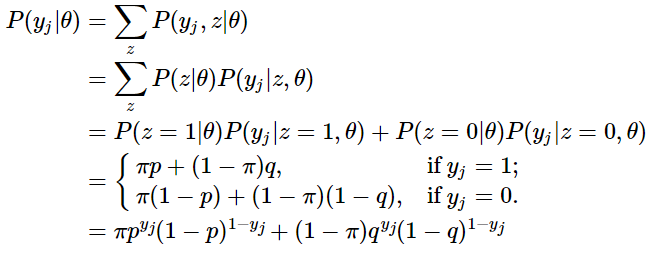 P(y_j|θ) = ∑_z P(y_j, z|θ)
= ∑_z P(z|θ)P(y_j|z, θ)
= P(z = 1|θ)P(y_j|z = 1, θ) + P(z = 0|θ)P(y_j|z = 0, θ)
= { πp + (1 − π)q, if y_j = 1;
π(1 − p) + (1 − π)(1 − q), if y_j = 0.
= πp^{y_j}(1 − p)^{1−y_j} + (1 − π)q^{y_j}(1 − q)^{1−y_j}